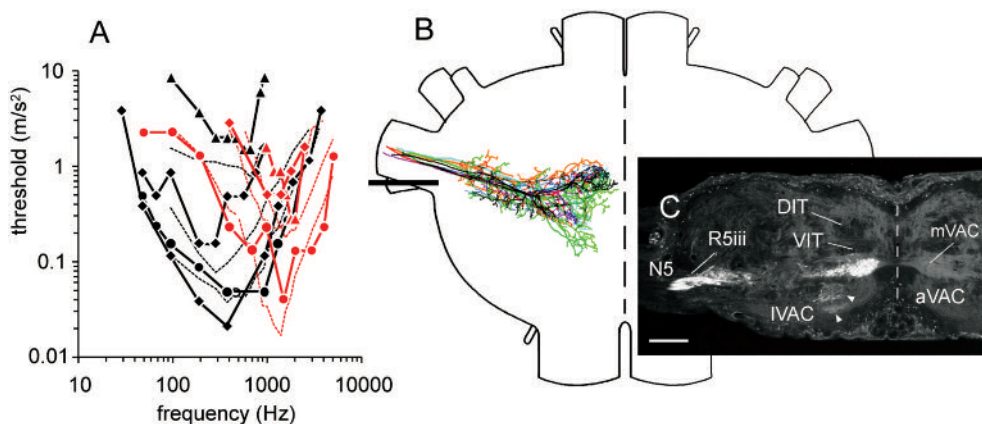 A
threshold (m/s²)
10
1
0.1
0.01
10
100
1000
10000
frequency (Hz)
B
C
DIT
VIT
R5iii
N5
mVAC
lVAC
aVAC